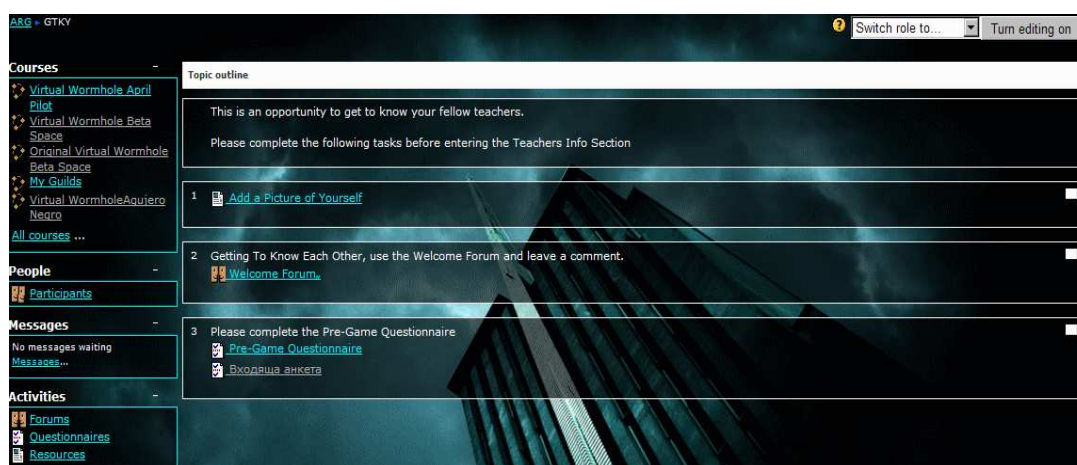 ARG ► GTKY
Switch role to...
Turn editing on
Courses
Virtual Wormhole April
Pilot
Virtual Wormhole Beta
Space
Original Virtual Wormhole
Beta Space
My Guilds
Virtual WormholeAgujero
Negro
All courses ...
People
Participants
Messages
No messages waiting
Messages...
Activities
Forums
Questionnaires
Resources
Topic outline
This is an opportunity to get to know your fellow teachers.
Please complete the following tasks before entering the Teachers Info Section
1 Add a Picture of Yourself
2 Getting To Know Each Other, use the Welcome Forum and leave a comment.
Welcome Forum„
3 Please complete the Pre-Game Questionnaire
Pre-Game Questionnaire
Входяща анкета